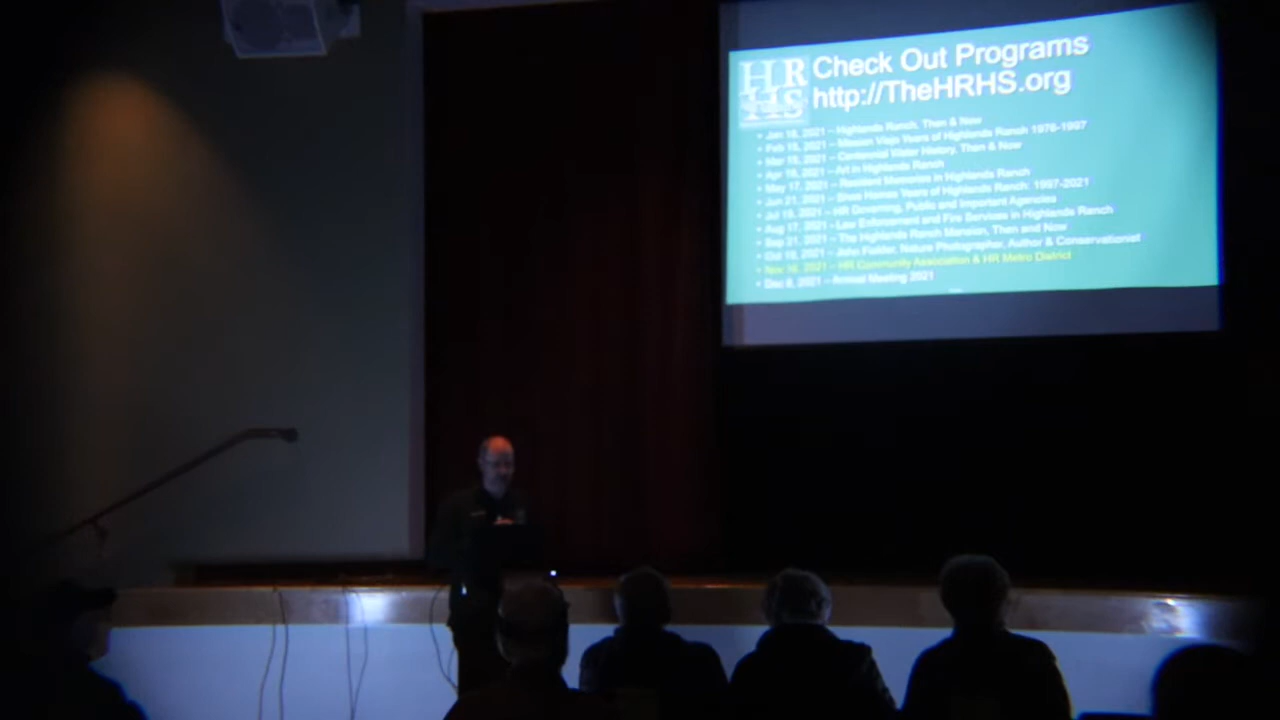 HR
HS
Check Out Programs
http://TheHRHS.org
• Jan 18, 2021 – Highlands Ranch, Then & Now
• Feb 15, 2021 – Mission Viejo Years of Highlands Ranch 1978-1997
• Mar 15, 2021 – Centennial Water History, Then & Now
• Apr 19, 2021 – Art in Highlands Ranch
• May 17, 2021 – Resident Memories in Highlands Ranch
• Jun 21, 2021 – Shea Homes Years of Highlands Ranch: 1997-2021
• Jul 19, 2021 – HR Governing, Public and Important Agencies
• Aug 17, 2021 – Law Enforcement and Fire Services in Highlands Ranch
• Sep 21, 2021 – The Highlands Ranch Mansion, Then and Now
• Oct 19, 2021 – John Fielder, Nature Photographer, Author & Conservationist
• Nov 16, 2021 – HR Community Association & HR Metro District
• Dec 2021 – Annual Meeting 2021